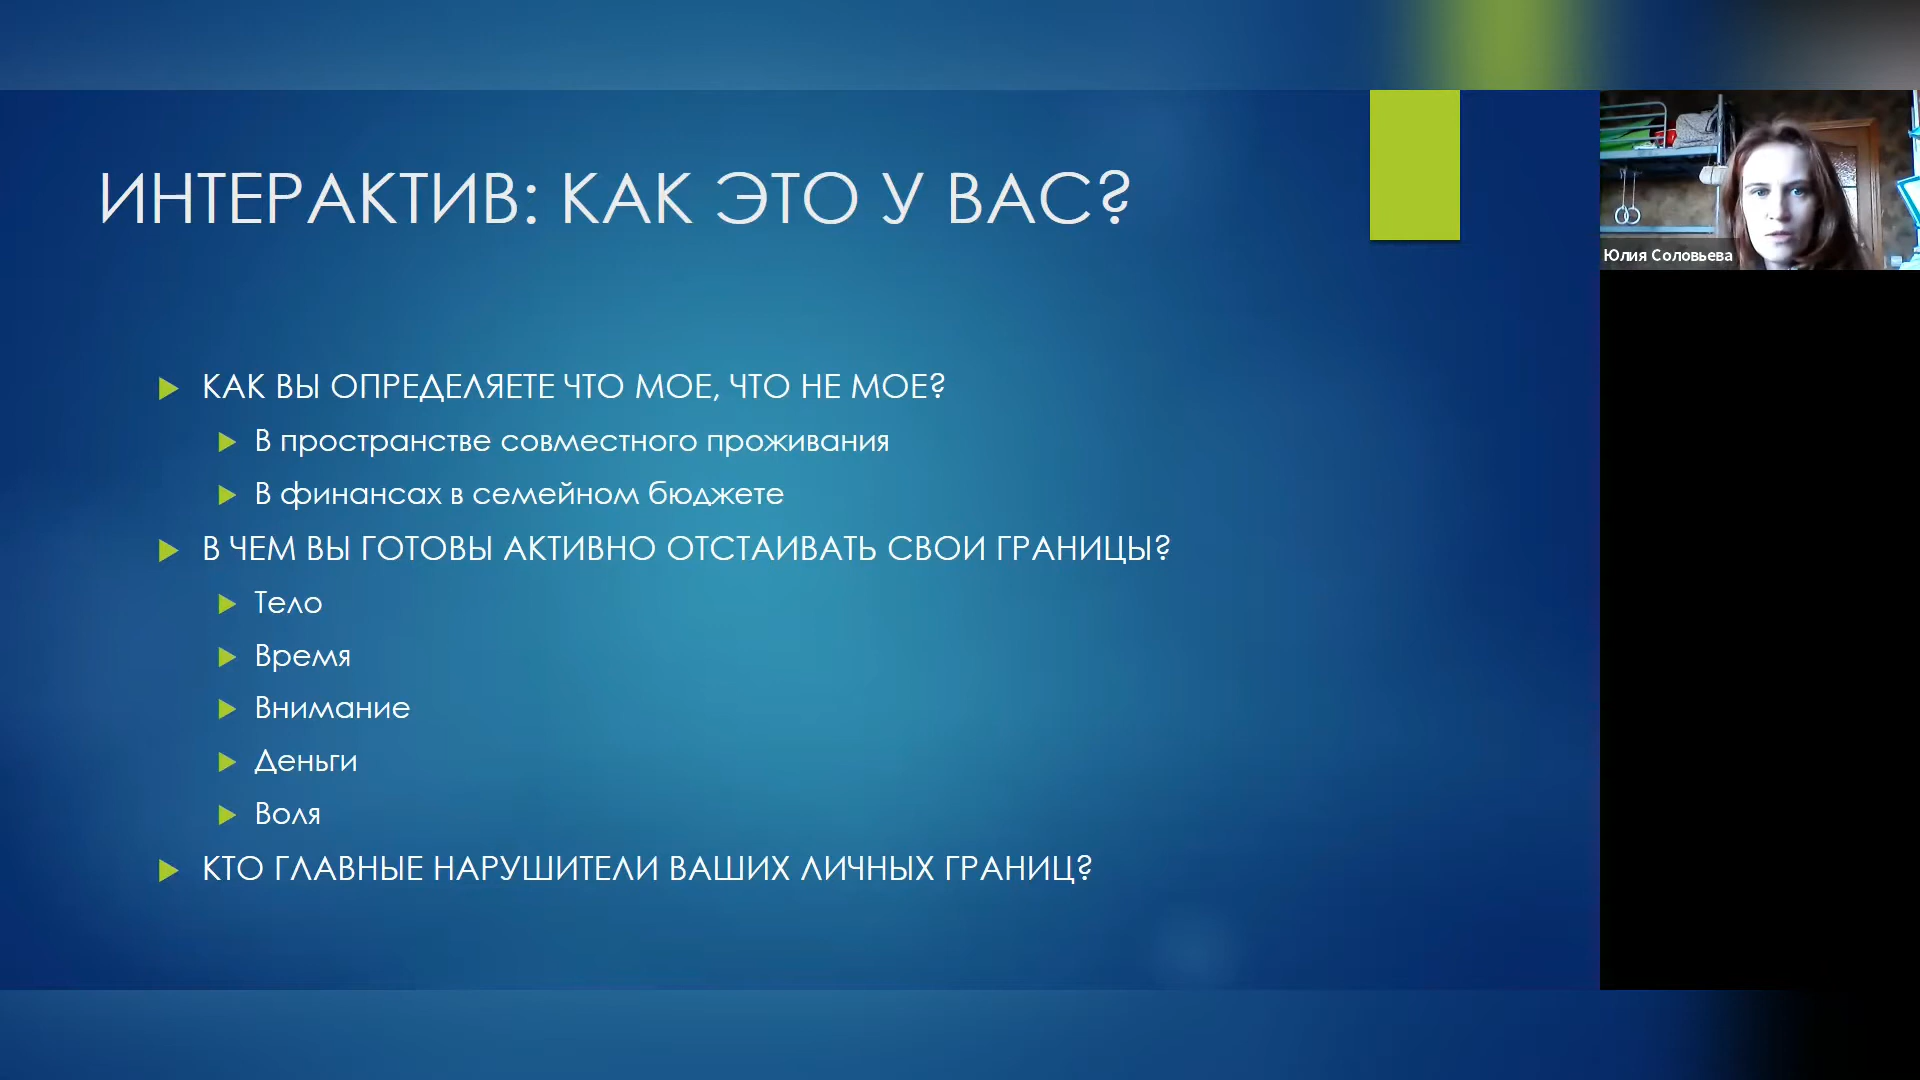 ИНТЕРАКТИВ: КАК ЭТО У ВАС?
Юлия Соловьева
КАК ВЫ ОПРЕДЕЛЯЕТЕ ЧТО МОЕ, ЧТО НЕ МОЕ?
В пространстве совместного проживания
В финансах в семейном бюджете
В ЧЕМ ВЫ ГОТОВЫ АКТИВНО ОТСТАИВАТЬ СВОИ ГРАНИЦЫ?
Тело
Время
Внимание
Деньги
Воля
КТО ГЛАВНЫЕ НАРУШИТЕЛИ ВАШИХ ЛИЧНЫХ ГРАНИЦ?